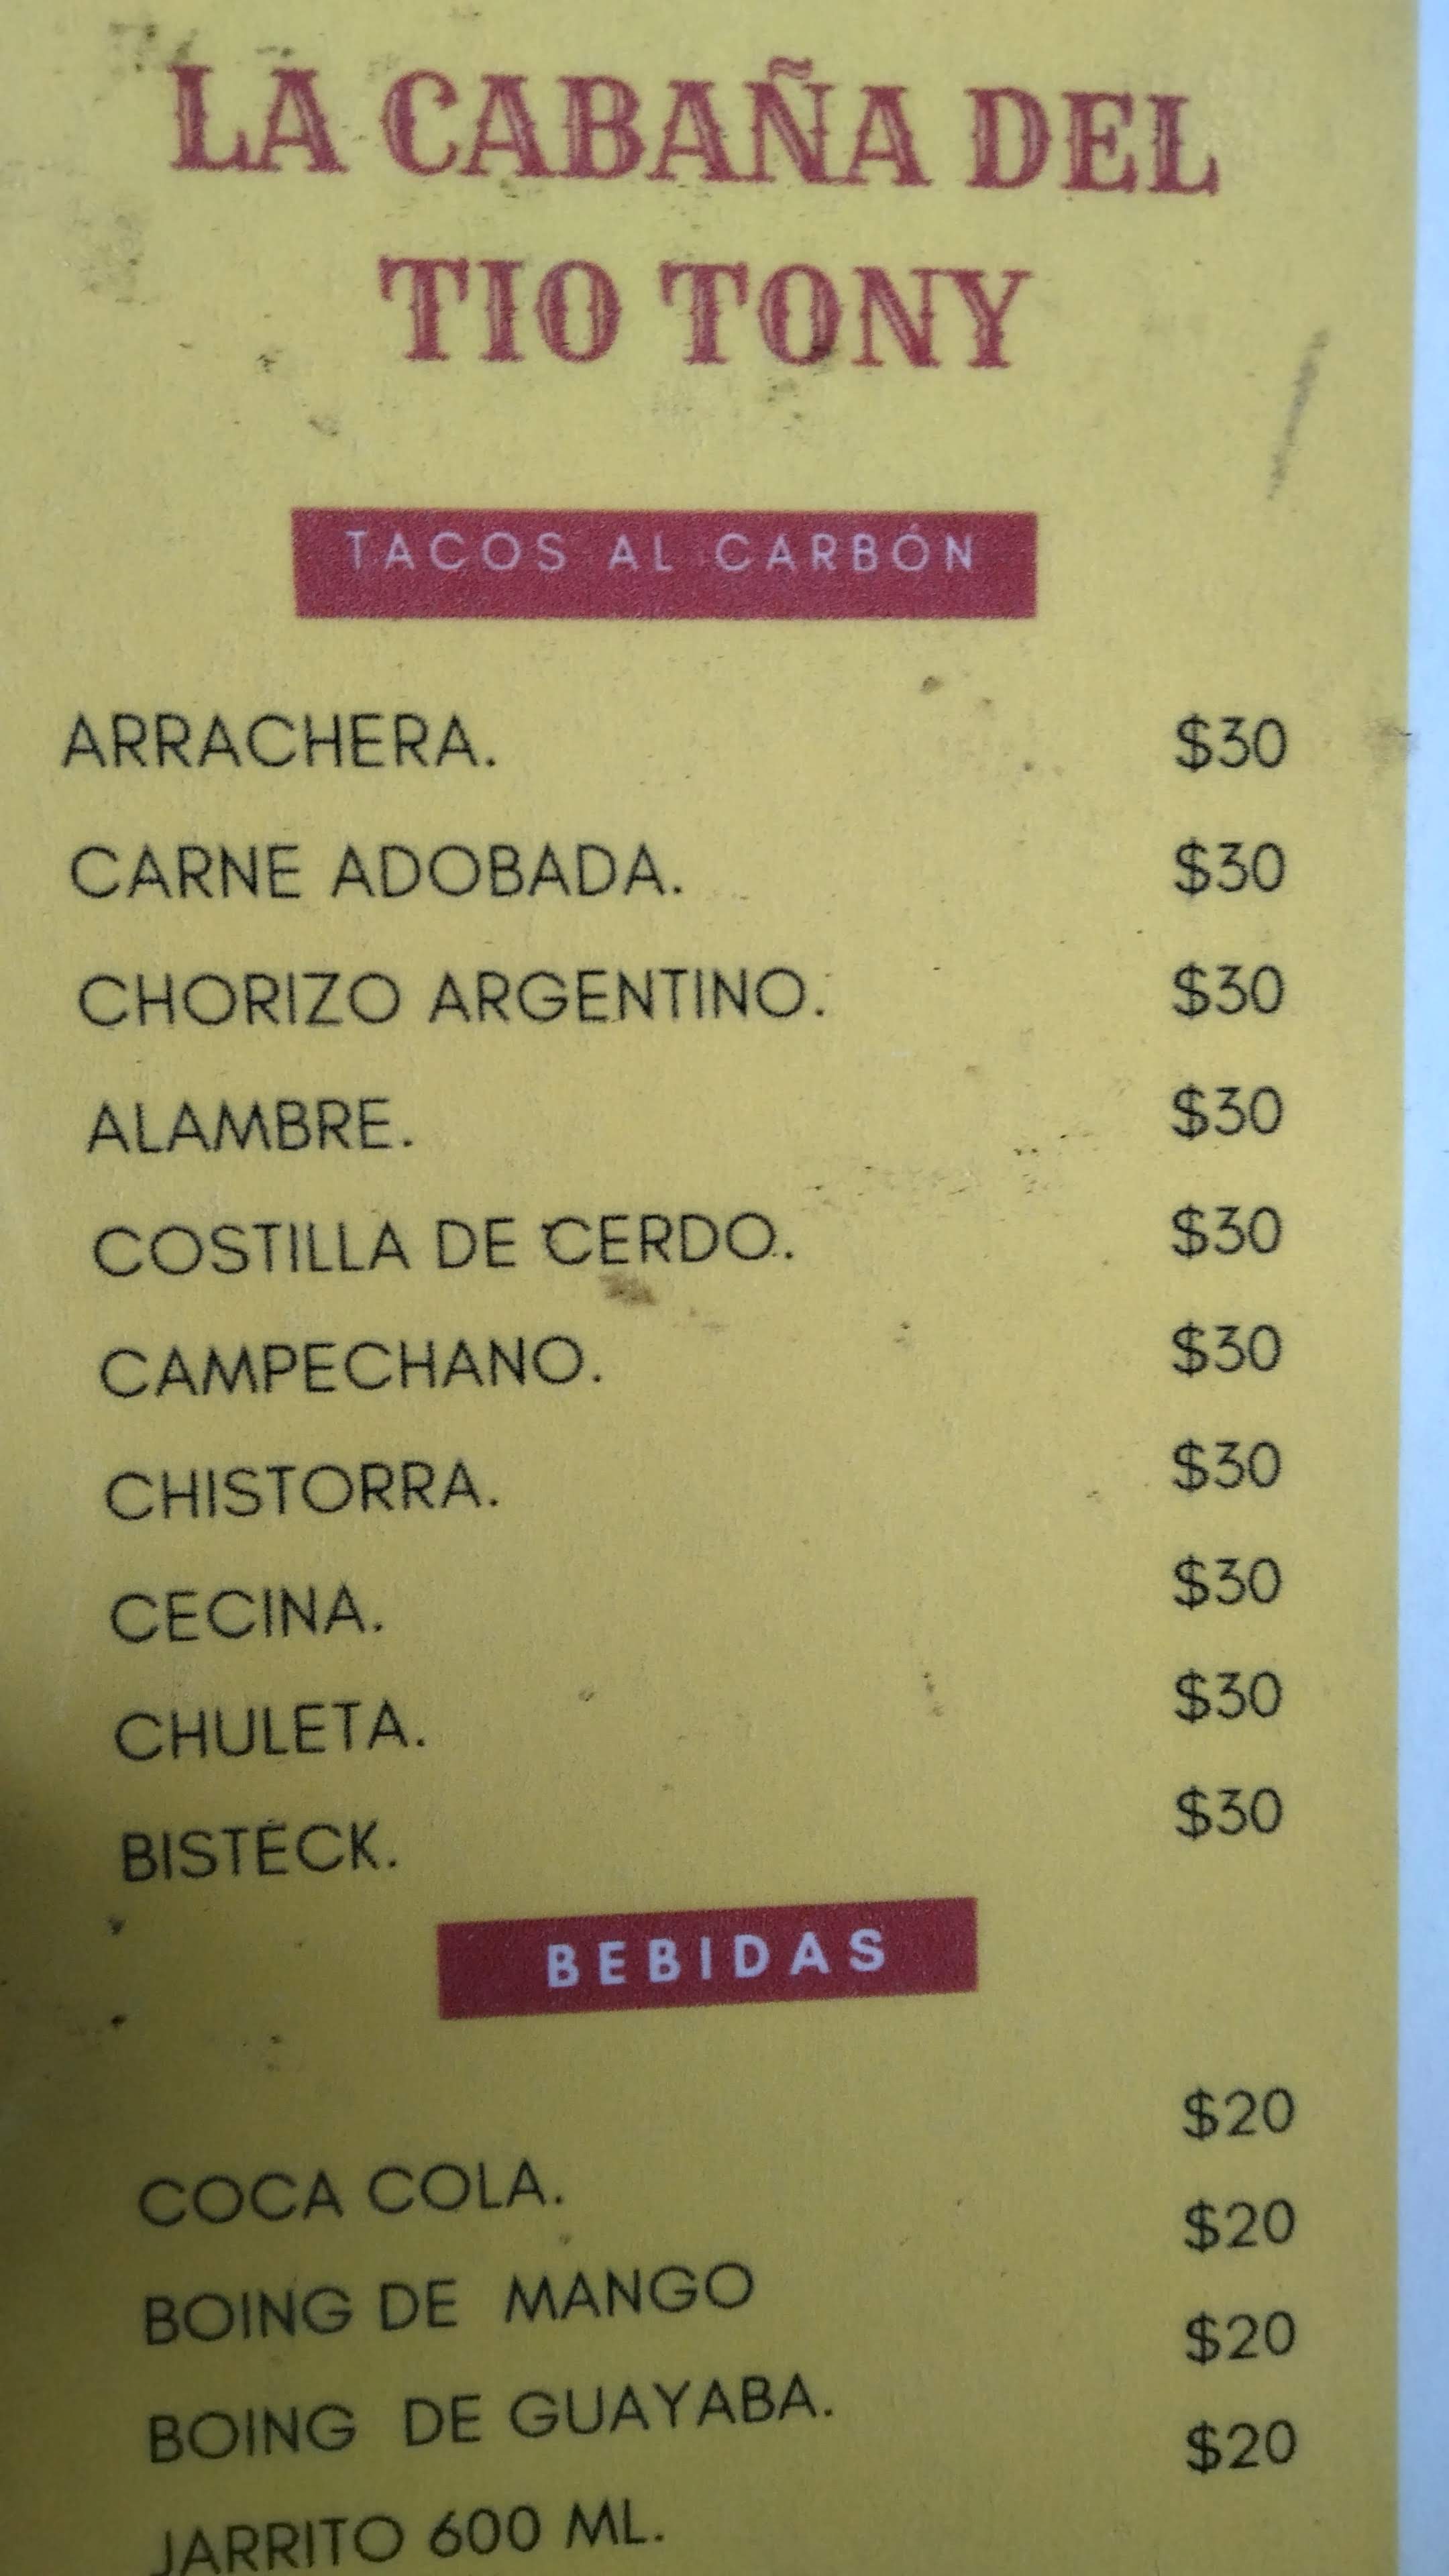 LA CABAÑA DEL
TIO TONY
TACOS AL CARBÓN
ARRACHERA. $30
CARNE ADOBADA. $30
CHORIZO ARGENTINO. $30
ALAMBRE. $30
COSTILLA DE CERDO. $30
CAMPECHANO. $30
CHISTORRA. $30
CECINA. $30
CHULETA. $30
BISTECK. $30
BEBIDAS
COCA COLA. $20
BOING DE MANGO $20
BOING DE GUAYABA. $20
JARRITO 600 ML. $20